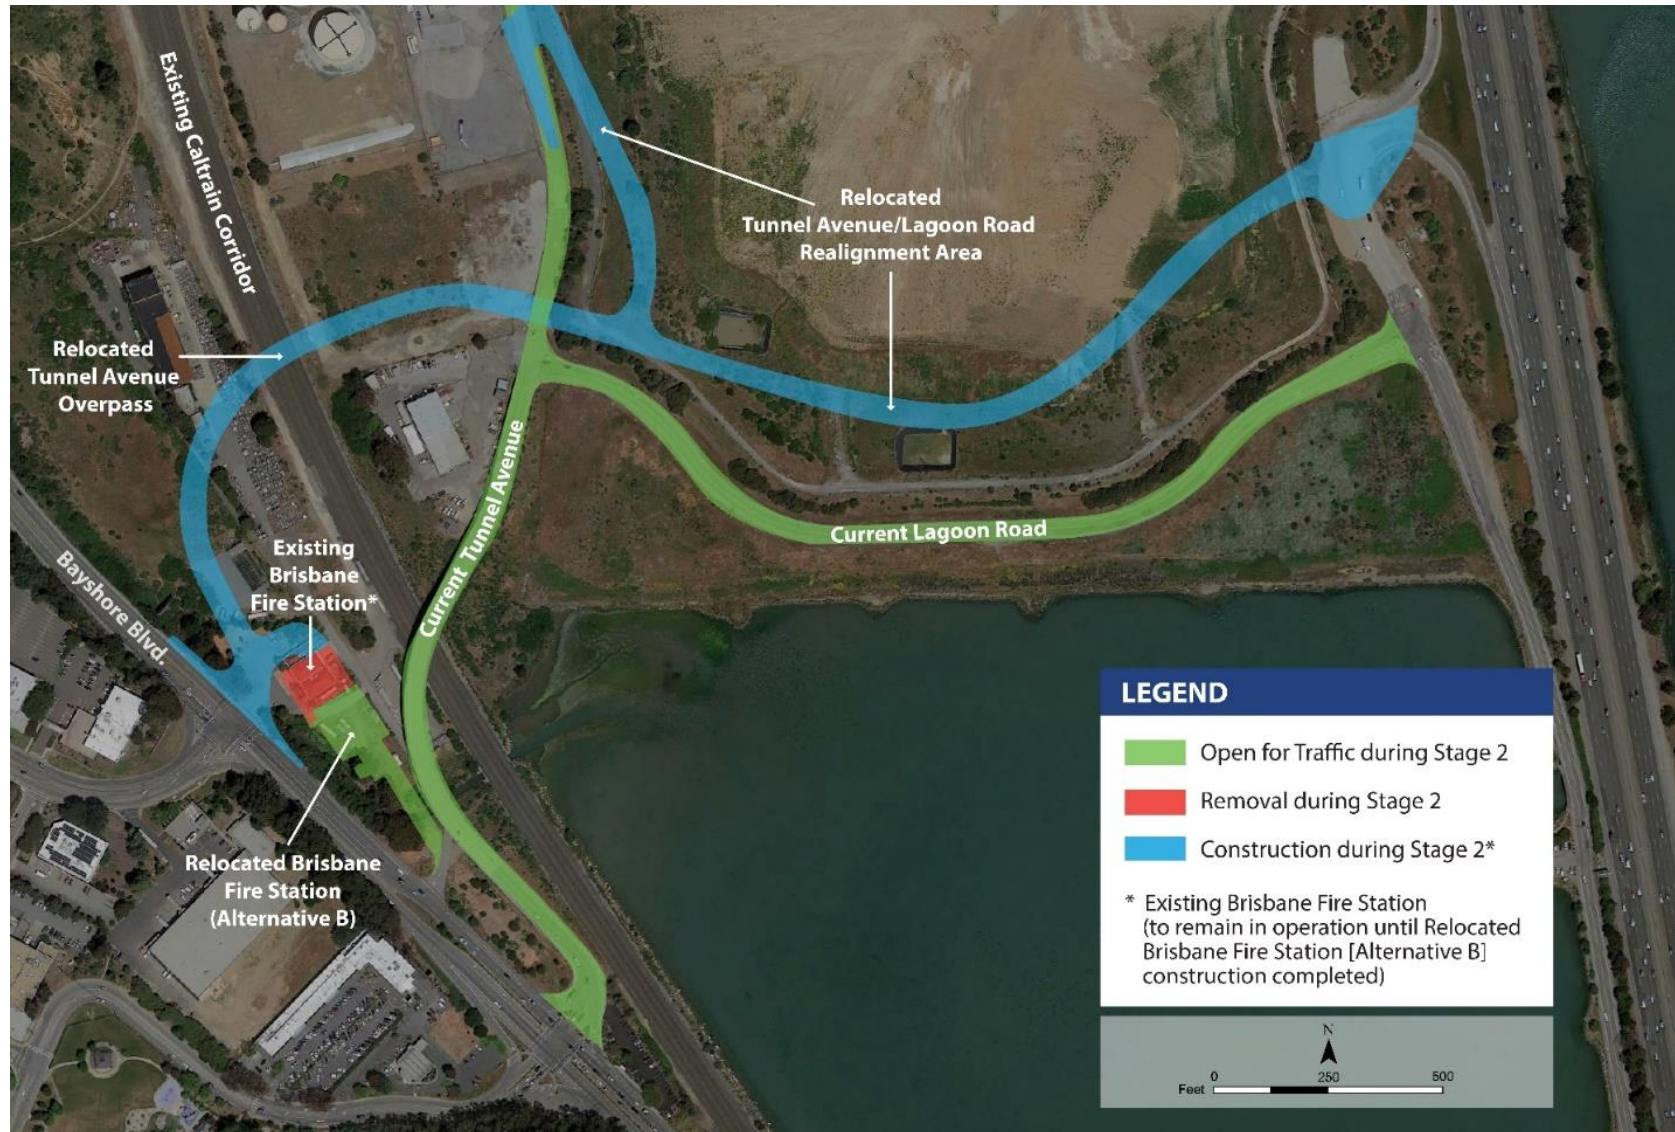 Existing Caltrain Corridor
Relocated
Tunnel Avenue/Lagoon Road
Realignment Area
Relocated
Tunnel Avenue
Overpass
Current Tunnel Avenue
Current Lagoon Road
Existing
Brisbane
Fire Station*
Bayshore Blvd.
Relocated Brisbane
Fire Station
(Alternative B)
LEGEND
Open for Traffic during Stage 2
Removal during Stage 2
Construction during Stage 2*
* Existing Brisbane Fire Station
(to remain in operation until Relocated
Brisbane Fire Station [Alternative B]
construction completed)
N
0 250 500
Feet